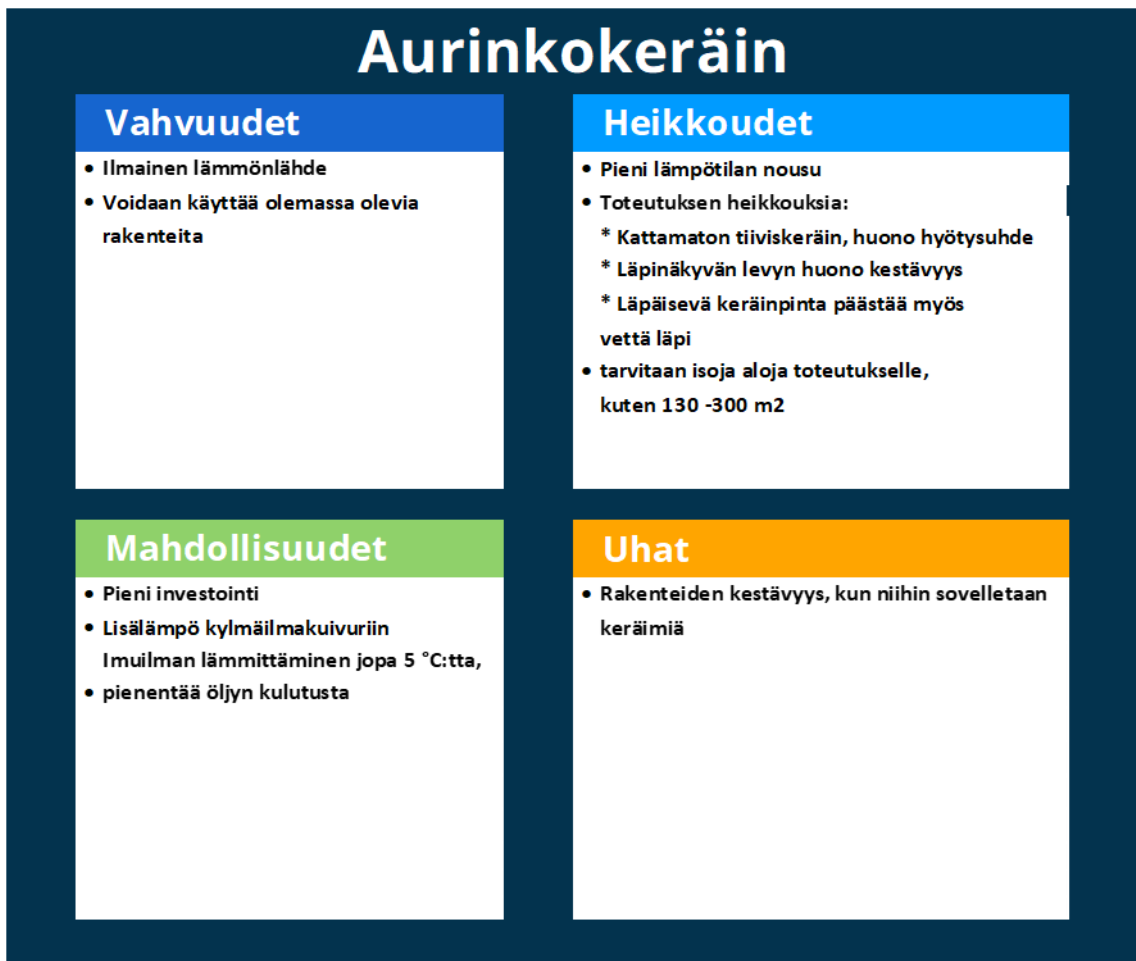 Aurinkokeräin
Vahvuudet
• Ilmainen lämmönlähde
• Voidaan käyttää olemassa olevia
rakenteita
Heikkoudet
• Pieni lämpötilan nousu
• Toteutuksen heikkouksia:
* Kattamaton tiiviskeräin, huono hyötysuhde
* Läpinäkyvän levyn huono kestävyys
* Läpäisevä keräinpinta päästää myös
vettä läpi
• tarvitaan isoja aloja toteutukselle,
kuten 130 -300 m2
Mahdollisuudet
• Pieni investointi
• Lisälämpö kylmäilmakuivuriin
Imuilman lämmittäminen jopa 5 °C:tta,
• pienentää öljyn kulutusta
Uhat
• Rakenteiden kestävyys, kun niihin sovelletaan
keräimiä